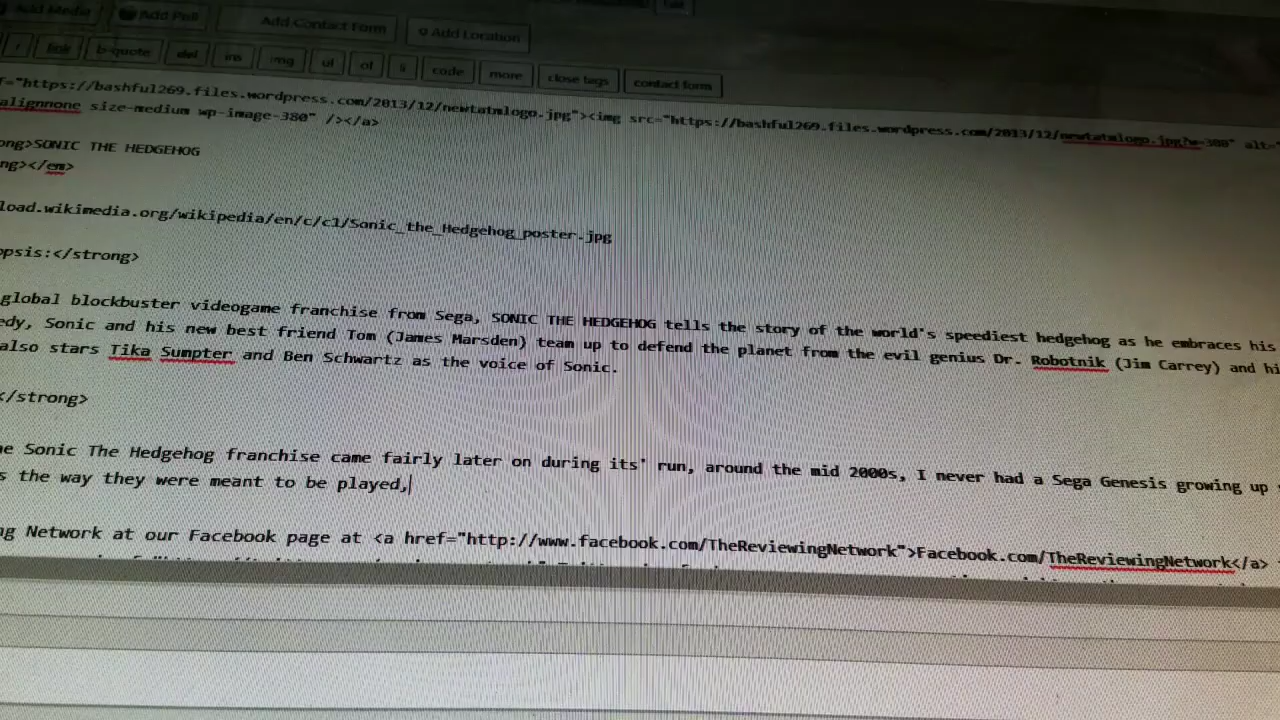 Add Media Add Poll Add Contact Form Add Location Text
i link b-quote del ins img ul ol li code more close tags contact form
f="https://bashful269.files.wordpress.com/2013/12/newtatmlogo.jpg"><img src="https://bashful269.files.wordpress.com/2013/12/newtatmlogo.jpg?w=300" alt="
alignnone size-medium wp-image-380" /></a>
ong>SONIC THE HEDGEHOG
ng></em>
load.wikimedia.org/wikipedia/en/c/c1/Sonic_the_Hedgehog_poster.jpg
opsis:</strong>
global blockbuster videogame franchise from Sega, SONIC THE HEDGEHOG tells the story of the world's speediest hedgehog as he embraces his
edy, Sonic and his new best friend Tom (James Marsden) team up to defend the planet from the evil genius Dr. Robotnik (Jim Carrey) and hi
also stars Tika Sumpter and Ben Schwartz as the voice of Sonic.
</strong>
e Sonic The Hedgehog franchise came fairly later on during its' run, around the mid 2000s, I never had a Sega Genesis growing up
s the way they were meant to be played,
ng Network at our Facebook page at <a href="http://www.facebook.com/TheReviewingNetwork">Facebook.com/TheReviewingNetwork</a>